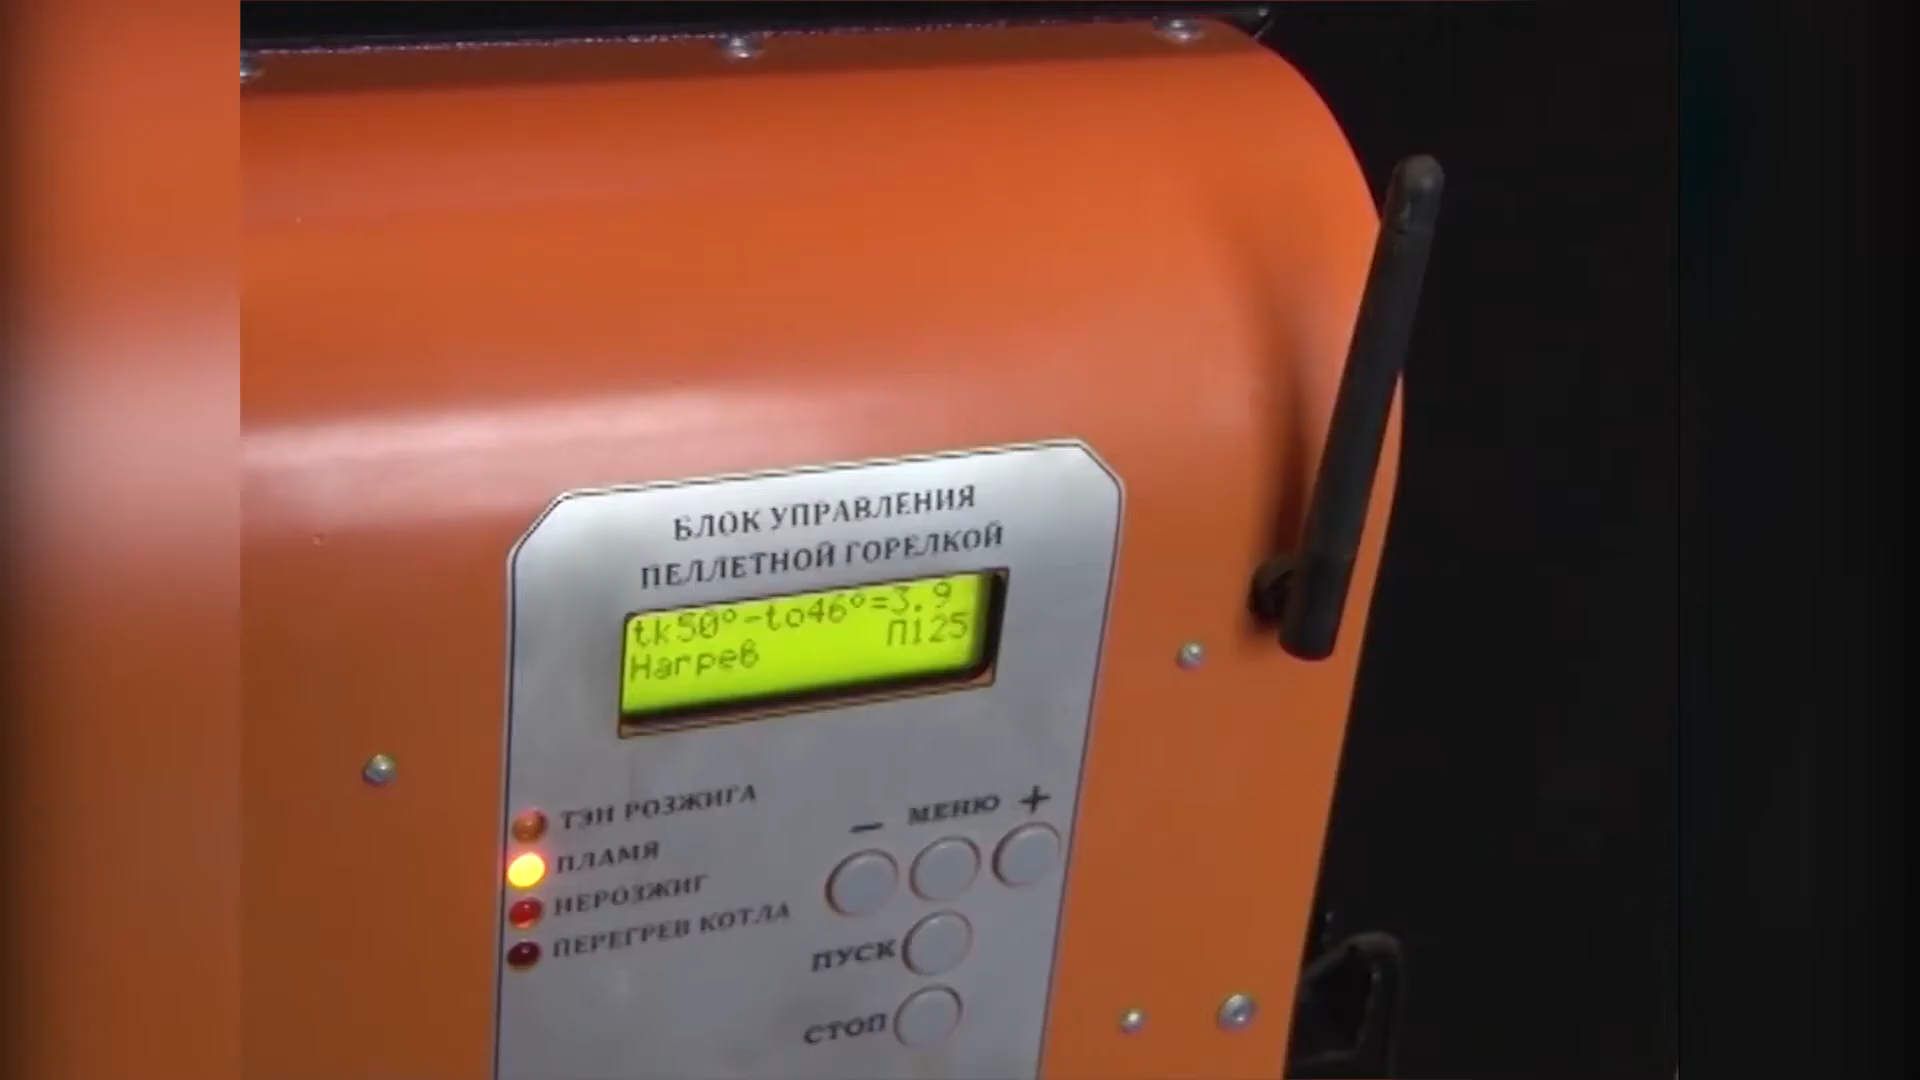 БЛОК УПРАВЛЕНИЯ
ПЕЛЛЕТНОЙ ГОРЕЛКОЙ
tk50°-to46°=3.9
Нагрев П125
ТЭН РОЗЖИГА
ПЛАМЯ
НЕРОЗЖИГ
ПЕРЕГРЕВ КОТЛА
− МЕНЮ +
ПУСК
СТОП